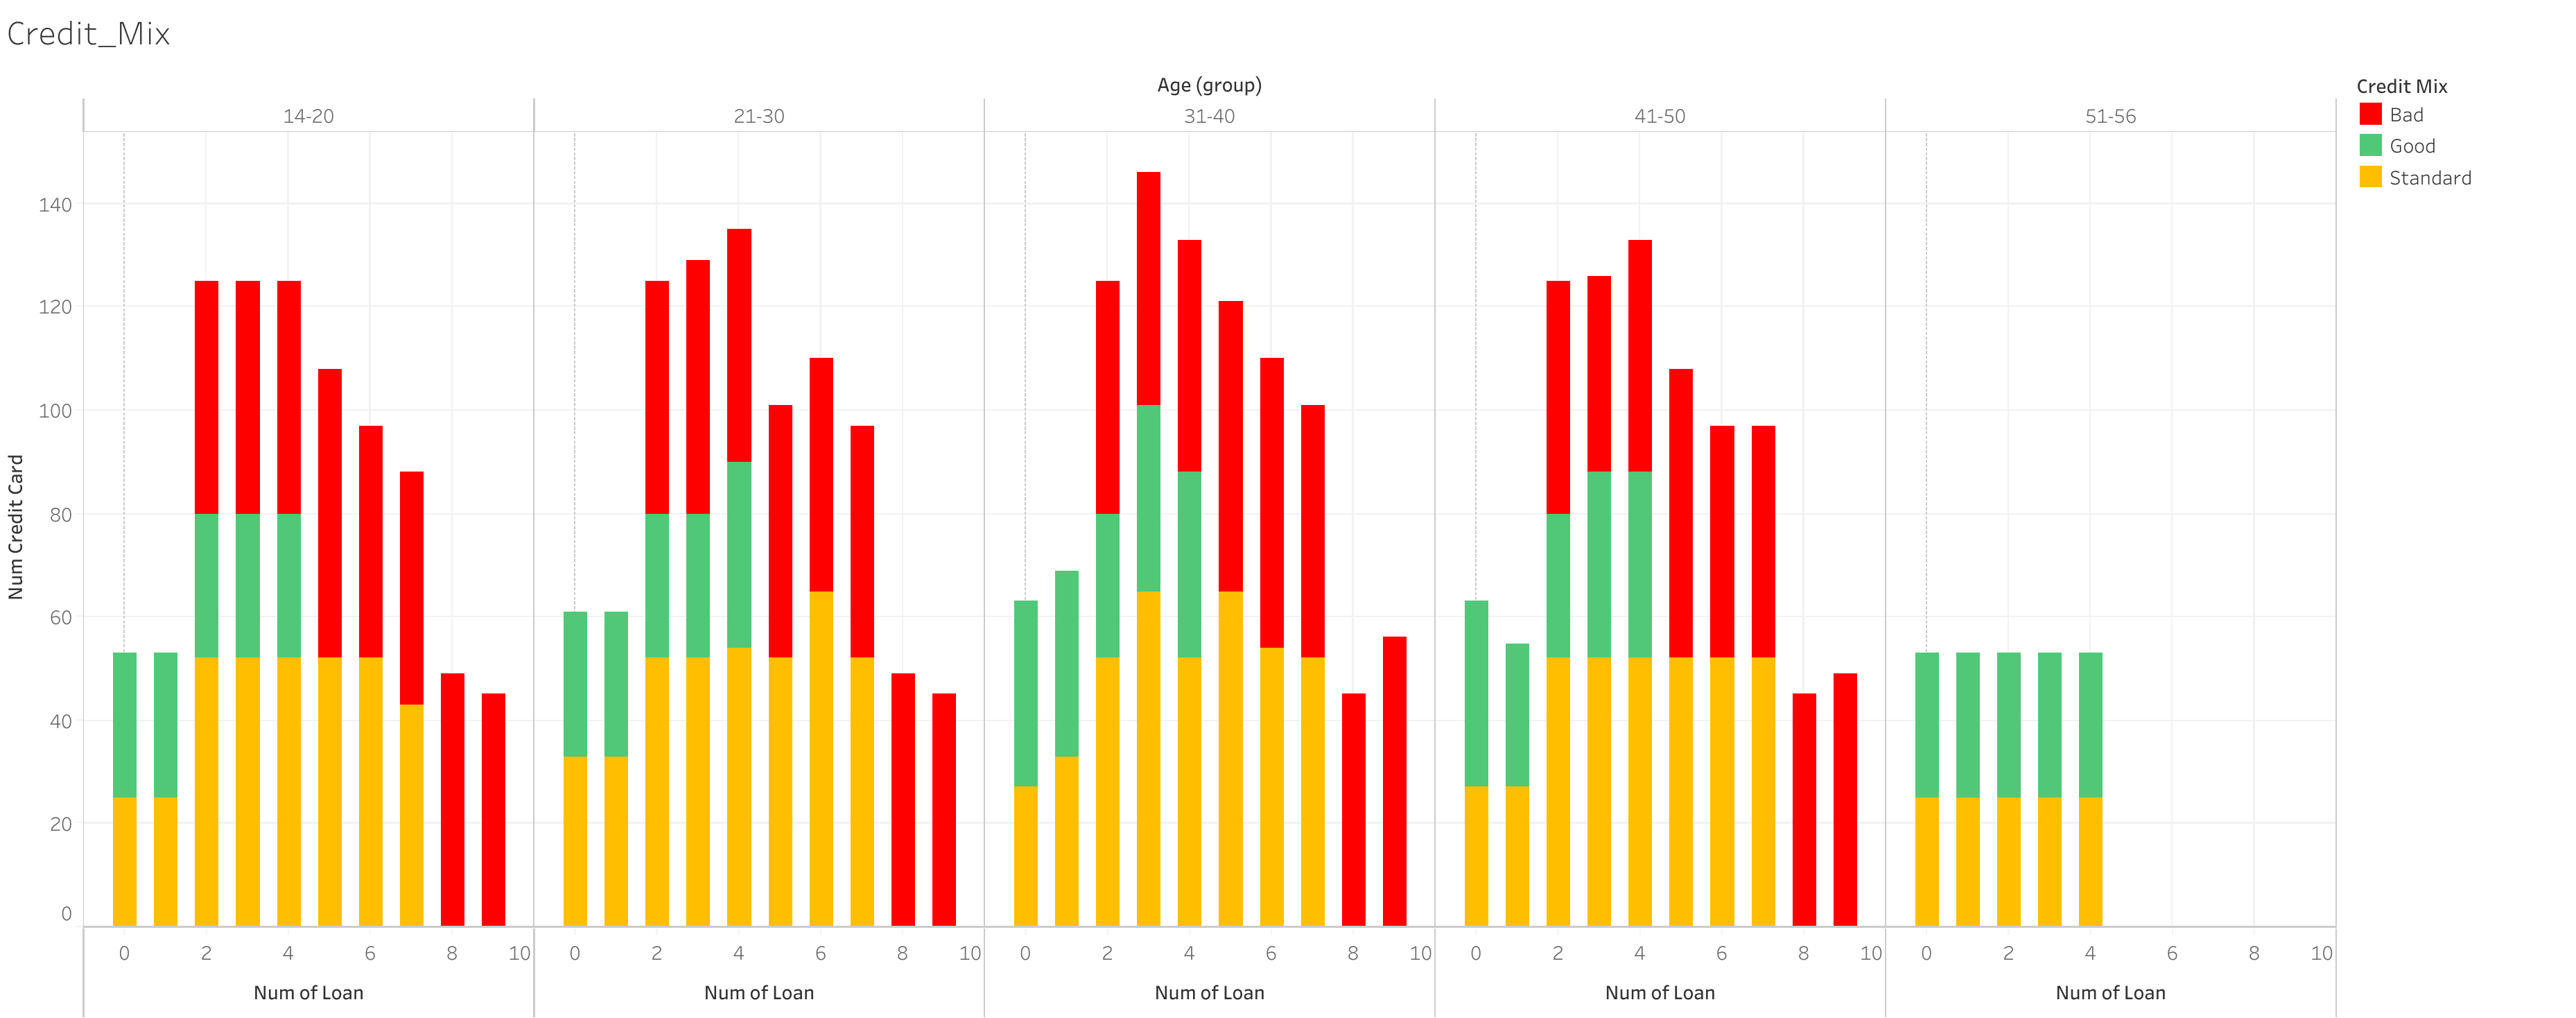 Credit_Mix
Age (group)
14-20 21-30 31-40 41-50 51-56
Credit Mix
Bad
Good
Standard
Num Credit Card
140
120
100
80
60
40
20
0
0 2 4 6 8 10 0 2 4 6 8 10 0 2 4 6 8 10 0 2 4 6 8 10 0 2 4 6 8 10
Num of Loan Num of Loan Num of Loan Num of Loan Num of Loan